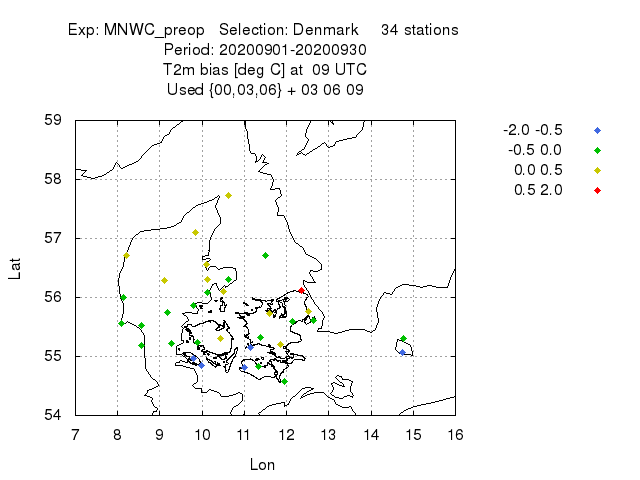 Exp: MNWC_preop   Selection: Denmark     34 stations
Period: 20200901-20200930
T2m bias [deg C] at  09 UTC
Used {00,03,06} + 03 06 09
-2.0 -0.5
-0.5 0.0
0.0 0.5
0.5 2.0
59
58
57
56
55
54
Lat
7 8 9 10 11 12 13 14 15 16
Lon